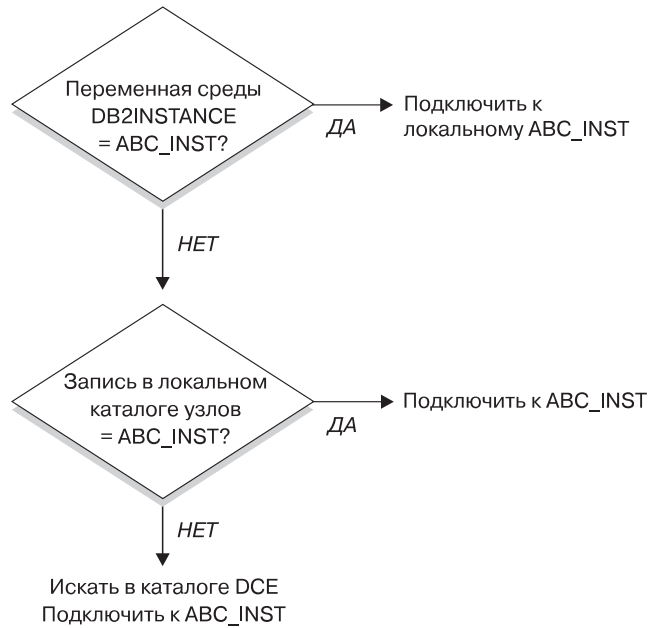 Переменная среды
DB2INSTANCE
= ABC_INST?
ДА
Подключить к
локальному ABC_INST
НЕТ
Запись в локальном
каталоге узлов
= ABC_INST?
ДА
Подключить к ABC_INST
НЕТ
Искать в каталоге DCE
Подключить к ABC_INST